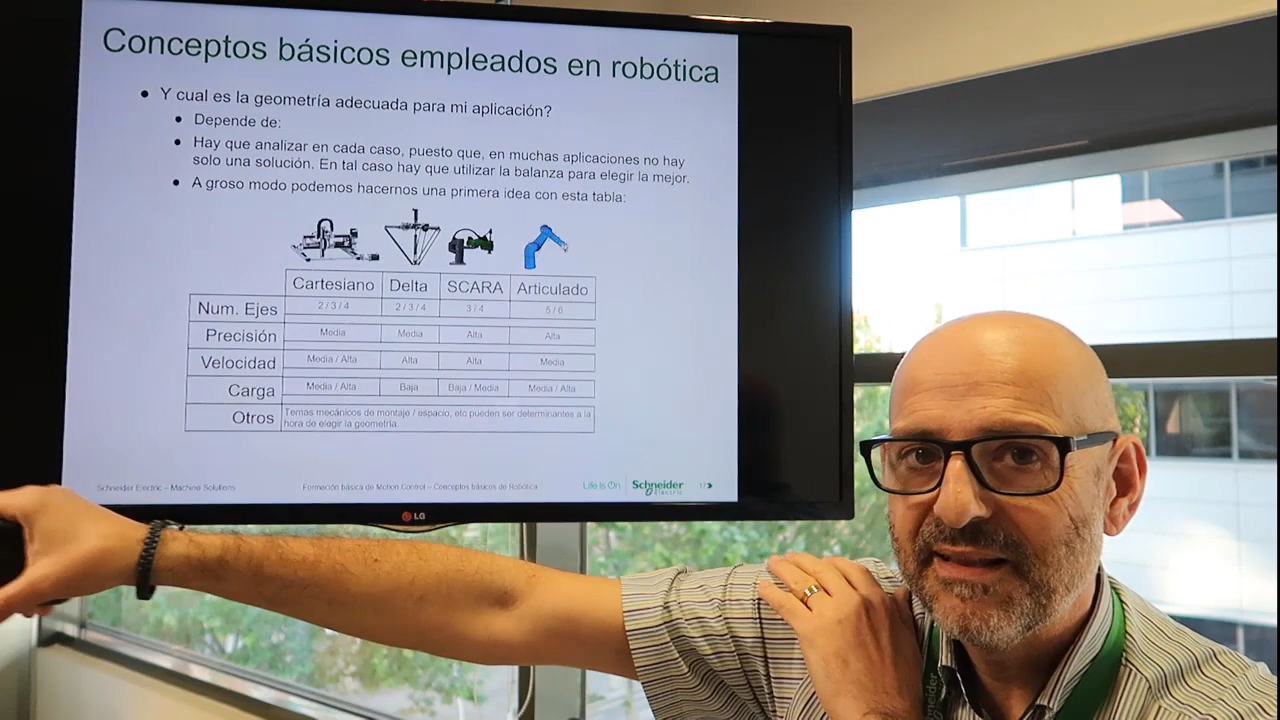 Conceptos básicos empleados en robótica
Y cual es la geometría adecuada para mi aplicación?
Depende de:
Hay que analizar en cada caso, puesto que, en muchas aplicaciones no hay
solo una solución. En tal caso hay que utilizar la balanza para elegir la mejor.
A groso modo podemos hacernos una primera idea con esta tabla:
Cartesiano Delta SCARA Articulado
Num. Ejes 2 / 3 / 4 2 / 3 / 4 3 / 4 5 / 6
Precisión Media Media Alta Alta
Velocidad Media / Alta Alta Alta Media
Carga Media / Alta Baja Baja / Media Media / Alta
Otros Temas mecánicos de montaje / espacio, etc pueden ser determinantes a la
hora de elegir la geometría.
Schneider Electric – Machine Solutions Formación básica de Motion Control – Conceptos básicos de Robótica Life Is On Schneider
Electric 17
LG
neider